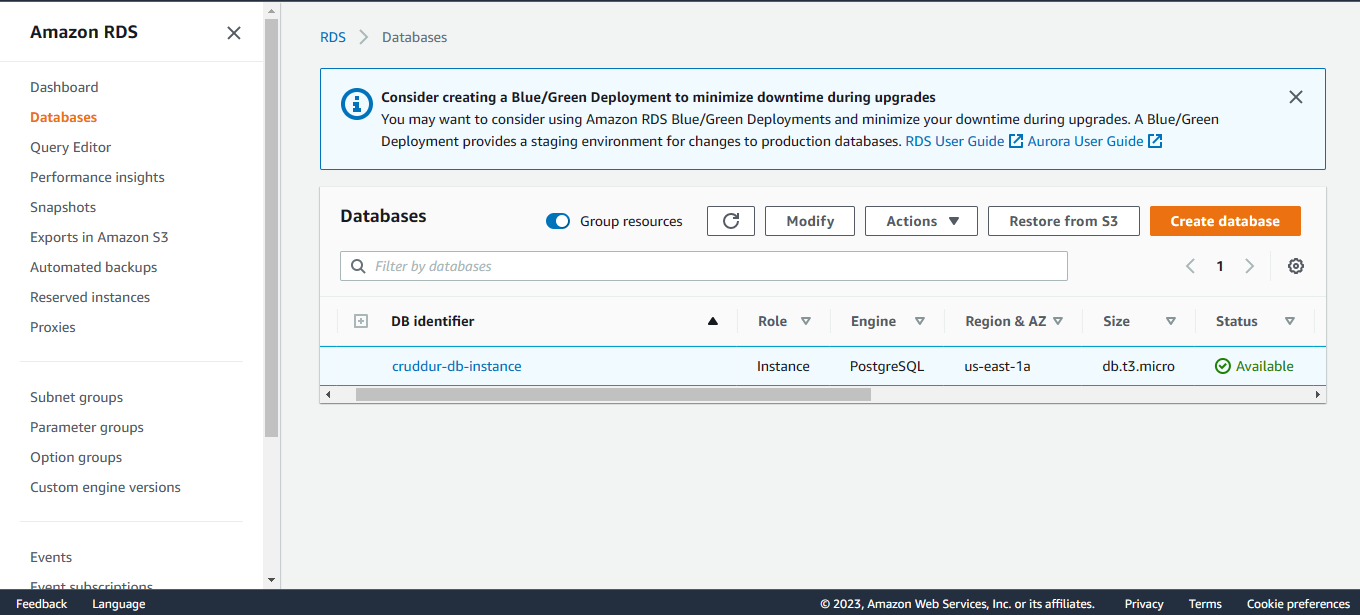 Amazon RDS
Dashboard
Databases
Query Editor
Performance insights
Snapshots
Exports in Amazon S3
Automated backups
Reserved instances
Proxies
Subnet groups
Parameter groups
Option groups
Custom engine versions
Events
Event subscriptions
RDS Databases
Consider creating a Blue/Green Deployment to minimize downtime during upgrades
You may want to consider using Amazon RDS Blue/Green Deployments and minimize your downtime during upgrades. A Blue/Green
Deployment provides a staging environment for changes to production databases. RDS User Guide Aurora User Guide
Databases Group resources Modify Actions Restore from S3 Create database
Filter by databases 1
DB identifier Role Engine Region & AZ Size Status
cruddur-db-instance Instance PostgreSQL us-east-1a db.t3.micro Available
Feedback Language © 2023, Amazon Web Services, Inc. or its affiliates. Privacy Terms Cookie preferences